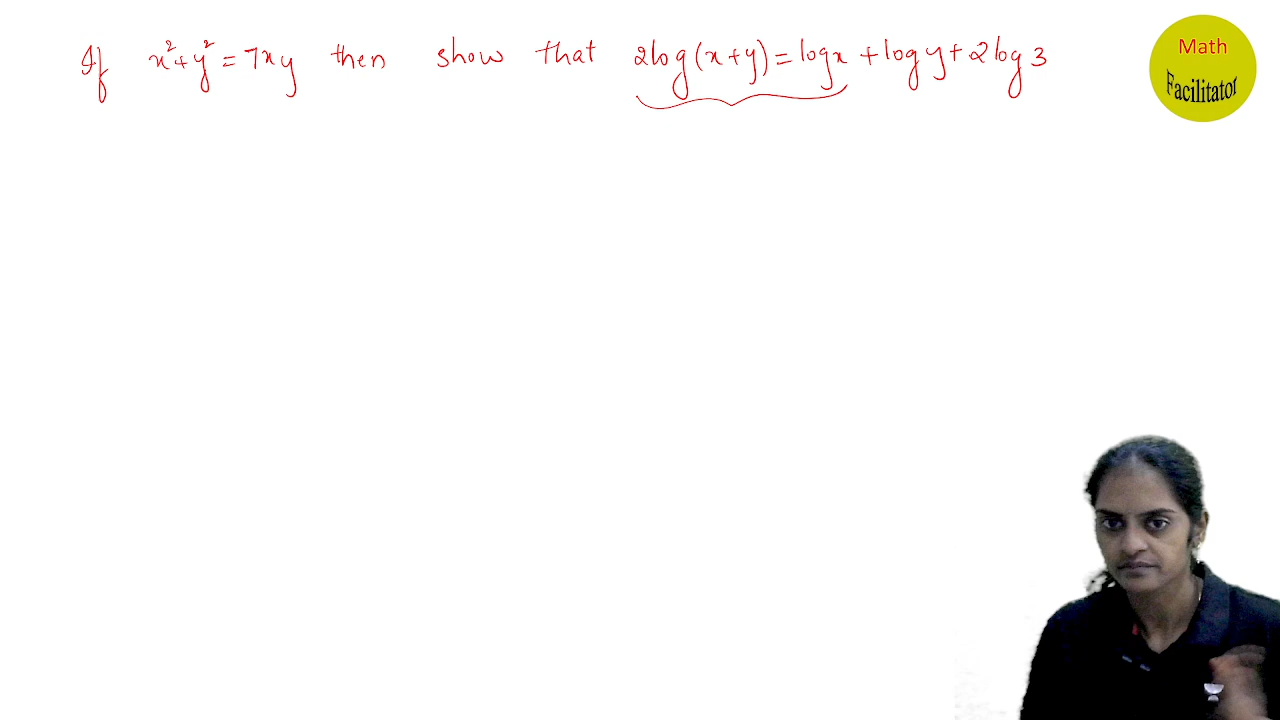 If x²+y² = 7xy then show that 2log(x+y) = logx + logy + 2log3
Math
Facilitator